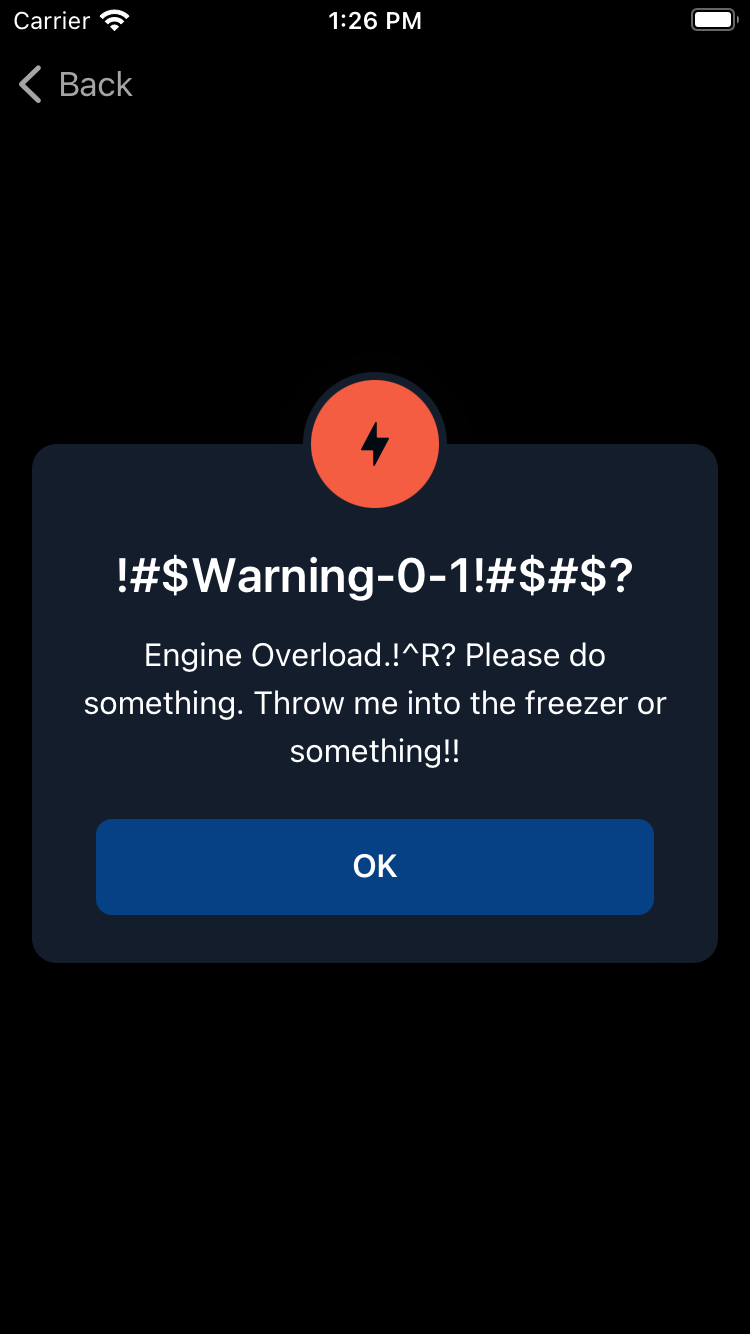 Carrier
1:26 PM
Back
!#$Warning-0-1!#$#$?
Engine Overload.!^R? Please do
something. Throw me into the freezer or
something!!
OK